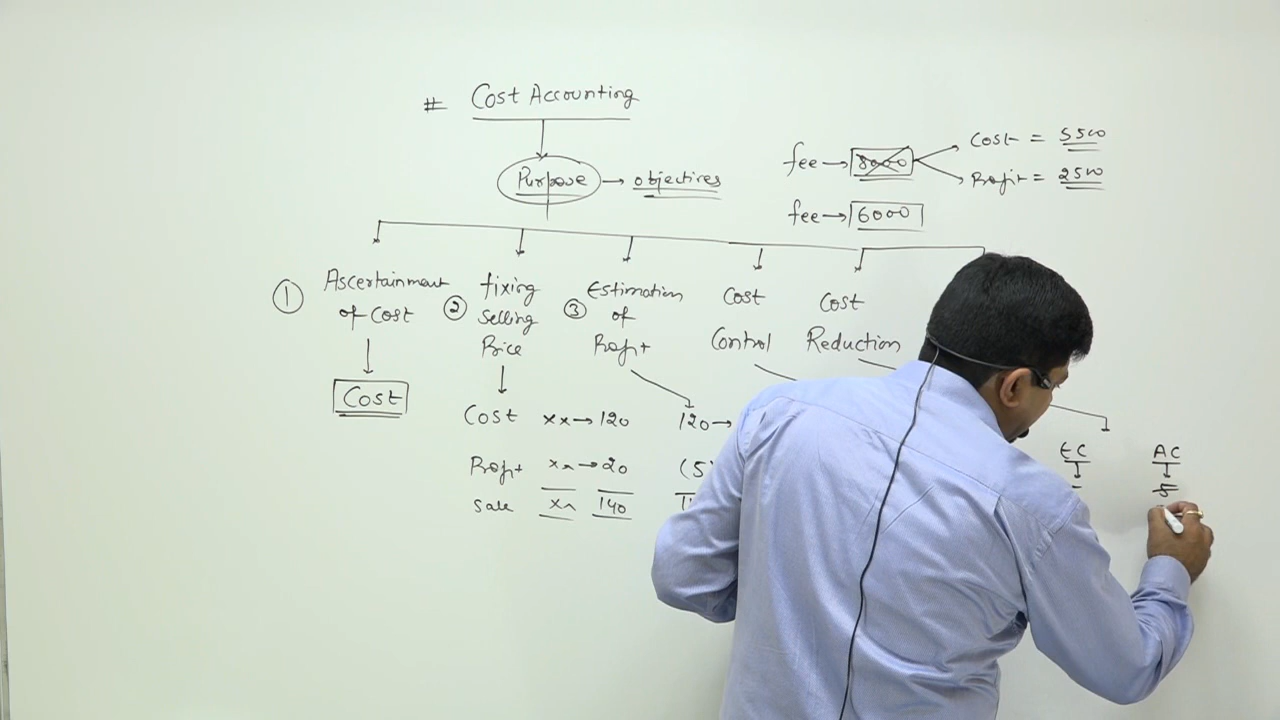 # Cost Accounting
Purpose → objectives
fee → 8000
Cost = 5500
Profit = 2500
fee → 6000
① Ascertainment of Cost
Cost
② fixing Selling Price
Cost xx → 120
Profit xx → 20
Sale xx 140
③ Estimation of Profit
120 →
(5)
Cost Control
Cost Reduction
EC
AC
5